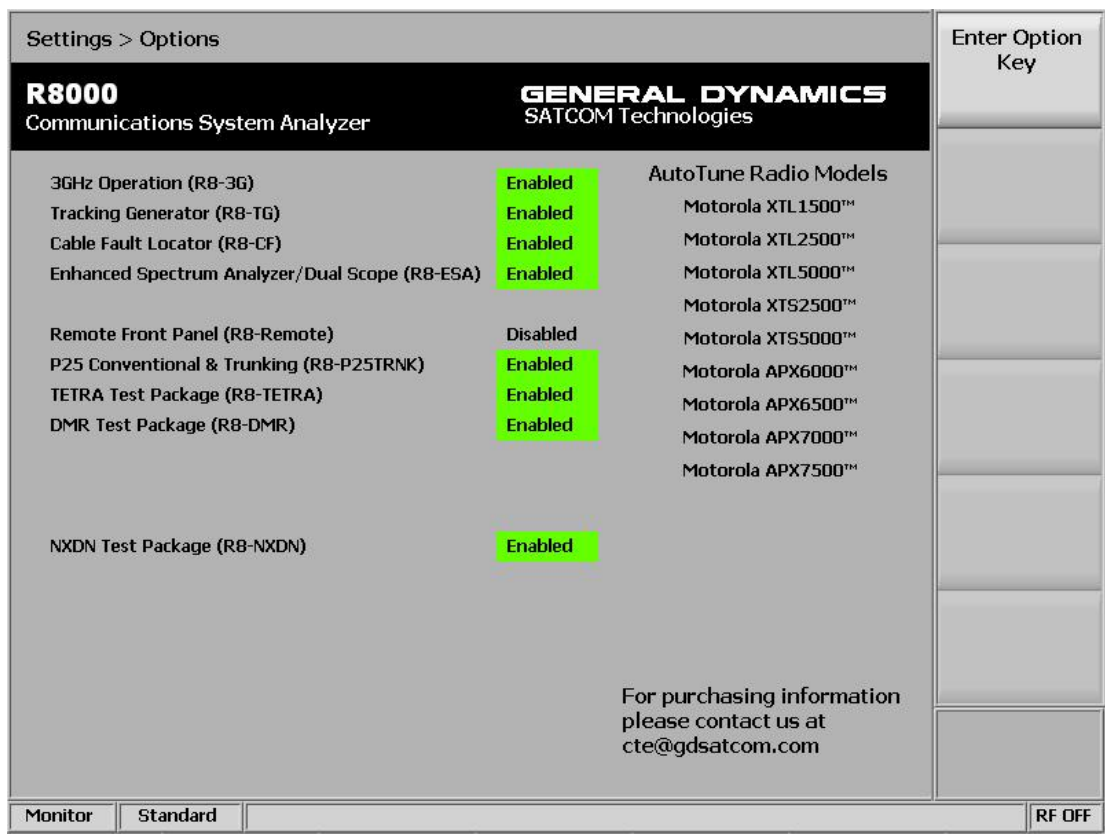 Settings > Options
Enter Option
Key
R8000
Communications System Analyzer
GENERAL DYNAMICS
SATCOM Technologies
3GHz Operation (R8-3G) Enabled
Tracking Generator (R8-TG) Enabled
Cable Fault Locator (R8-CF) Enabled
Enhanced Spectrum Analyzer/Dual Scope (R8-ESA) Enabled
Remote Front Panel (R8-Remote) Disabled
P25 Conventional & Trunking (R8-P25TRNK) Enabled
TETRA Test Package (R8-TETRA) Enabled
DMR Test Package (R8-DMR) Enabled
NXDN Test Package (R8-NXDN) Enabled
AutoTune Radio Models
Motorola XTL1500™
Motorola XTL2500™
Motorola XTL5000™
Motorola XTS2500™
Motorola XTS5000™
Motorola APX6000™
Motorola APX6500™
Motorola APX7000™
Motorola APX7500™
For purchasing information
please contact us at
cte@gdsatcom.com
Monitor Standard RF OFF